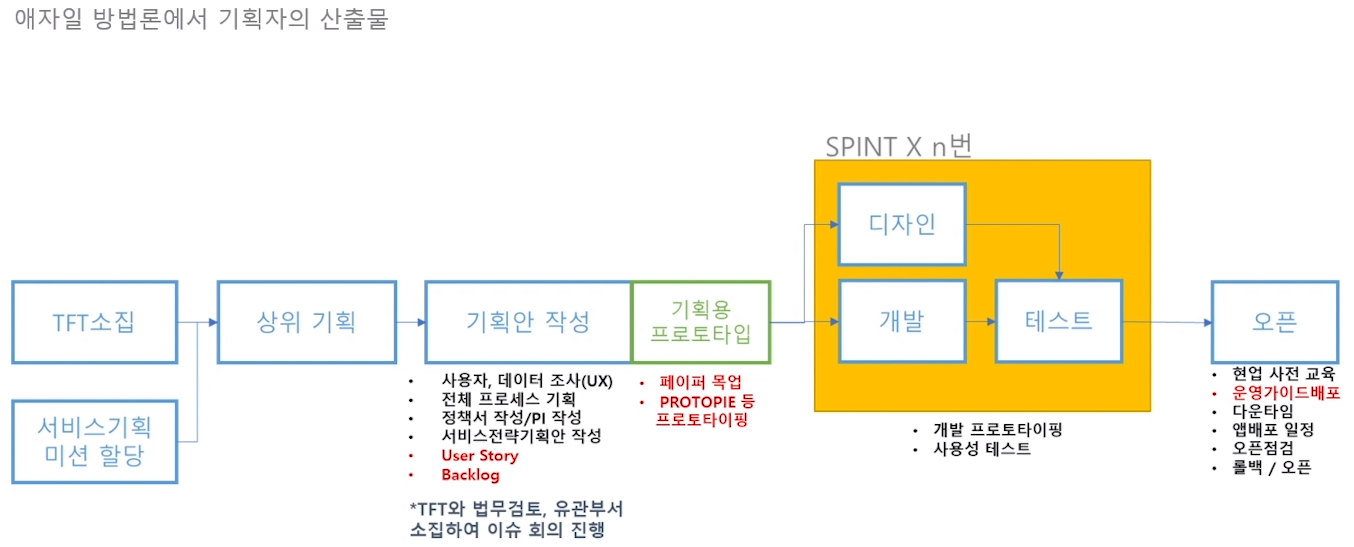 애자일 방법론에서 기획자의 산출물
SPINT X n번
디자인
TFT소집
상위 기획
기획안 작성
기획용
프로토타입
개발
테스트
오픈
서비스기획
미션 할당
• 사용자, 데이터 조사(UX)
• 전체 프로세스 기획
• 정책서 작성/PI 작성
• 서비스전략기획안 작성
• User Story
• Backlog
*TFT와 법무검토, 유관부서
소집하여 이슈 회의 진행
• 페이퍼 목업
• PROTOPIE 등
프로토타이핑
• 개발 프로토타이핑
• 사용성 테스트
• 현업 사전 교육
• 운영가이드배포
• 다운타임
• 앱배포 일정
• 오픈점검
• 롤백 / 오픈